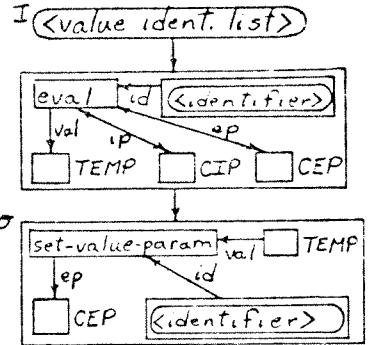 I <value ident. list>
eval id <identifier>
val ip ep
TEMP CIP CEP
σ
set-value-param val TEMP
ep id
CEP <identifier>